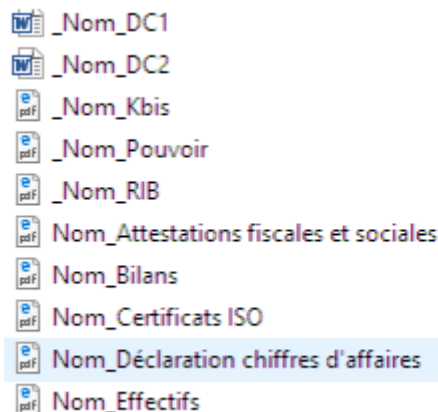 _Nom_DC1
_Nom_DC2
_Nom_Kbis
_Nom_Pouvoir
_Nom_RIB
Nom_Attestations fiscales et sociales
Nom_Bilans
Nom_Certificats ISO
Nom_Déclaration chiffres d'affaires
Nom_Effectifs